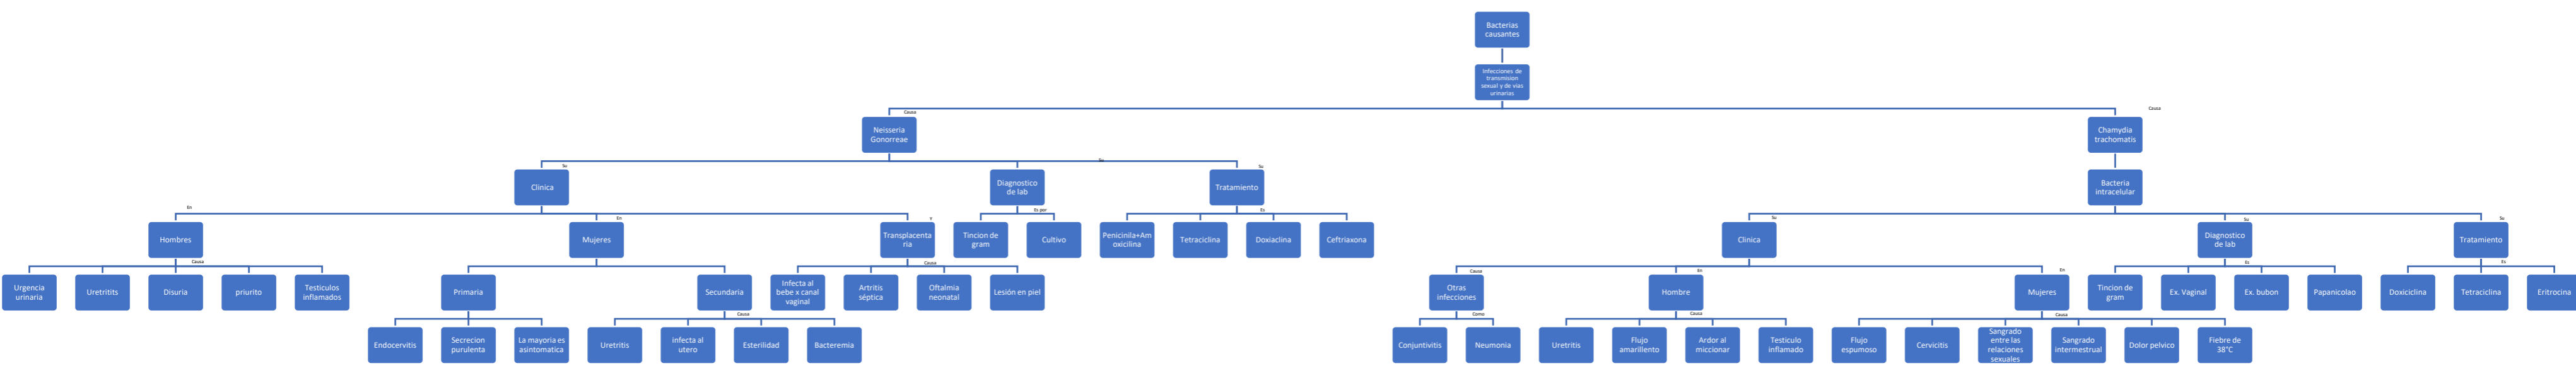 Bacterias
causantes
Infecciones de
transmision
sexual y de vias
urinarias
Causa
Causa
Neisseria
Gonorreae
Chamydia
trachomatis
Su
Su
Su
Clinica
Diagnostico
de lab
Tratamiento
Bacteria
intracelular
En
En
Y
Es por
Es
Su
Su
Su
Hombres
Mujeres
Transplacenta
ria
Tincion de
gram
Cultivo
Penicinila+Am
oxicilina
Tetraciclina
Doxiaclina
Ceftriaxona
Clinica
Diagnostico
de lab
Tratamiento
Causa
Causa
Causa
Es
En
Es
Es
Urgencia
urinaria
Uretritits
Disuria
priurito
Testiculos
inflamados
Primaria
Secundaria
Infecta al
bebe x canal
vaginal
Artritis
séptica
Oftalmia
neonatal
Lesión en piel
Otras
infecciones
Hombre
Mujeres
Tincion de
gram
Ex. Vaginal
Ex. bubon
Papanicolao
Doxiciclina
Tetraciclina
Eritrocina
Causa
Como
Causa
Causa
Endocervitis
Secrecion
purulenta
La mayoria es
asintomatica
Uretritis
infecta al
utero
Esterilidad
Bacteremia
Conjuntivitis
Neumonia
Uretritis
Flujo
amarillento
Ardor al
miccionar
Testiculo
inflamado
Flujo
espumoso
Cervicitis
Sangrado
entre las
relaciones
sexuales
Sangrado
intermestrual
Dolor pelvico
Fiebre de
38°C